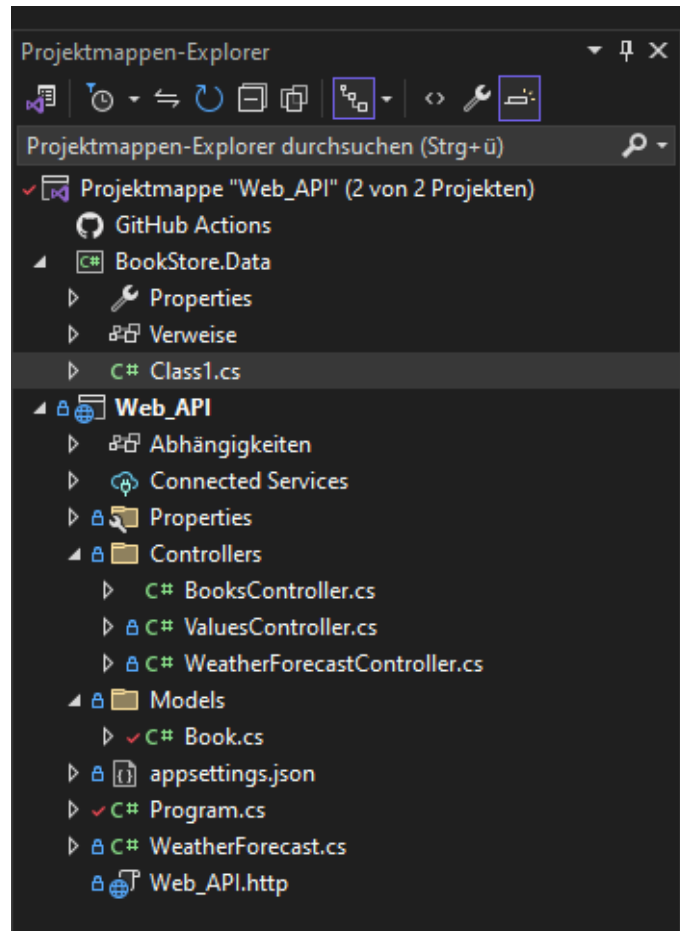 Projektmappen-Explorer
Projektmappen-Explorer durchsuchen (Strg+ü)
Projektmappe "Web_API" (2 von 2 Projekten)
GitHub Actions
C# BookStore.Data
Properties
Verweise
C# Class1.cs
Web_API
Abhängigkeiten
Connected Services
Properties
Controllers
C# BooksController.cs
C# ValuesController.cs
C# WeatherForecastController.cs
Models
C# Book.cs
appsettings.json
C# Program.cs
C# WeatherForecast.cs
Web_API.http